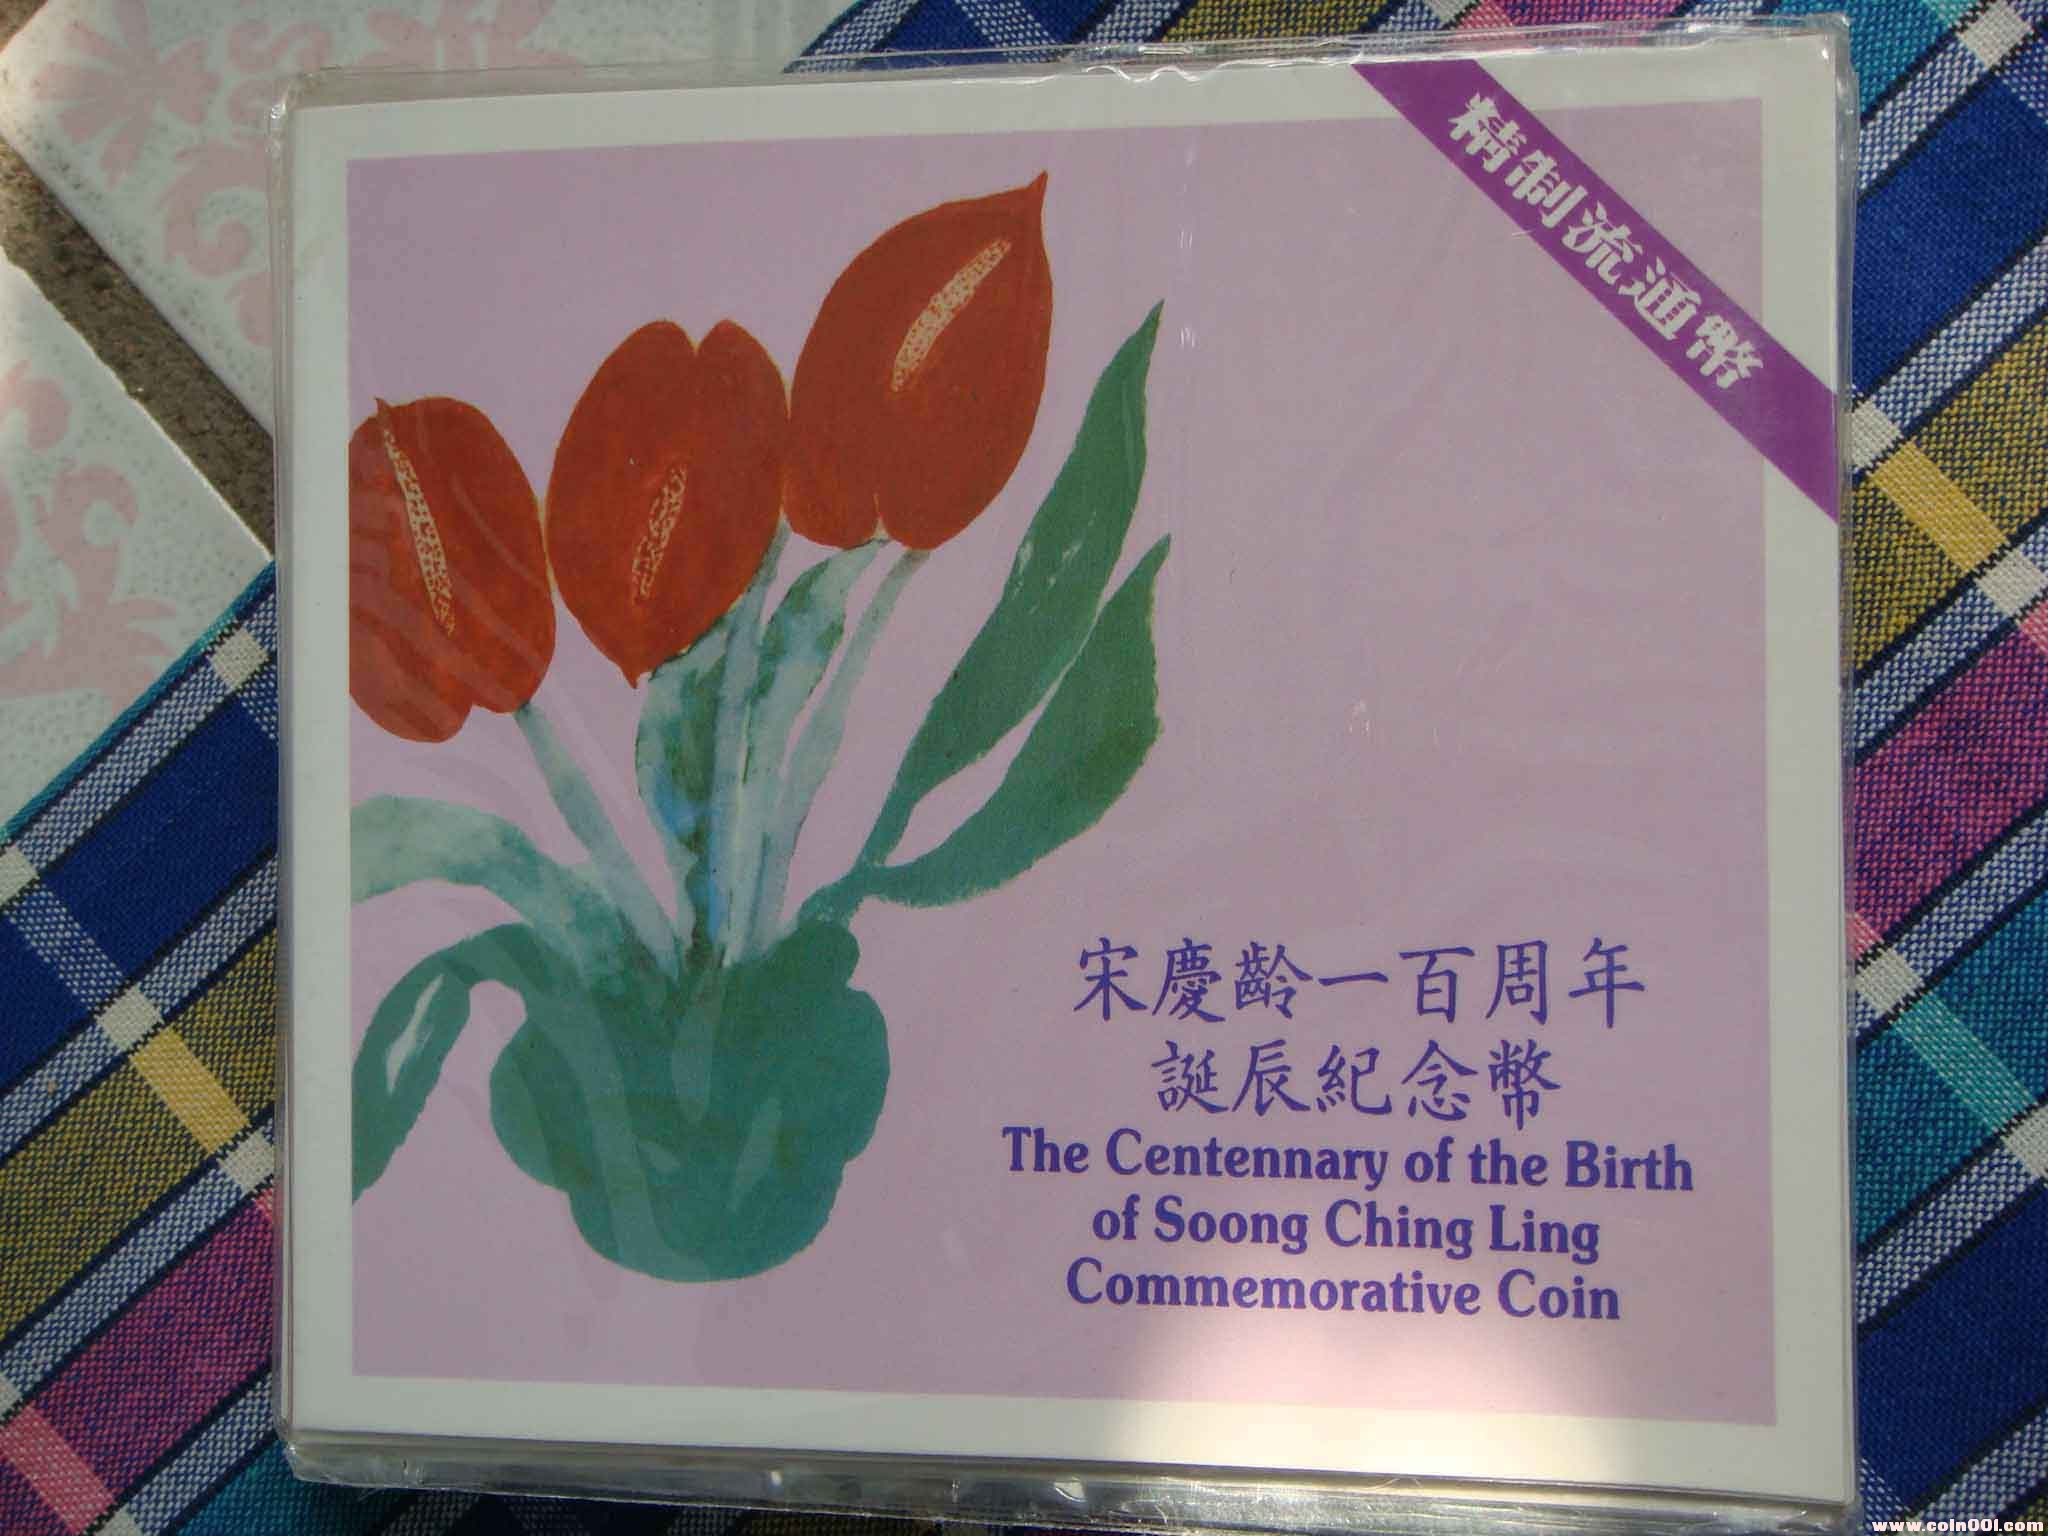 精制流通幣
宋慶齡一百周年
誕辰紀念幣
The Centennary of the Birth
of Soong Ching Ling
Commemorative Coin
www.coin001.com